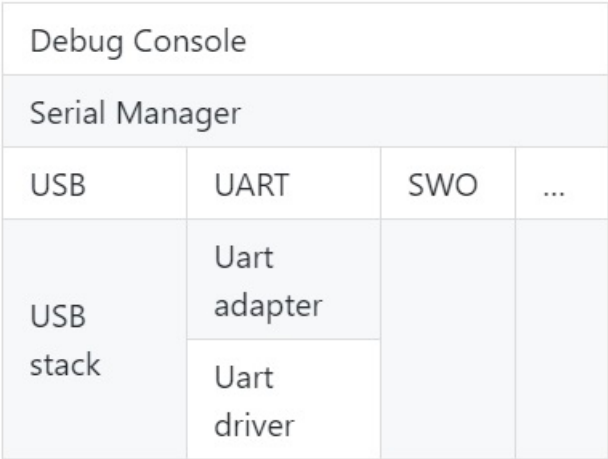 Debug Console
Serial Manager
USB UART SWO ...
USB
stack
Uart
adapter
Uart
driver